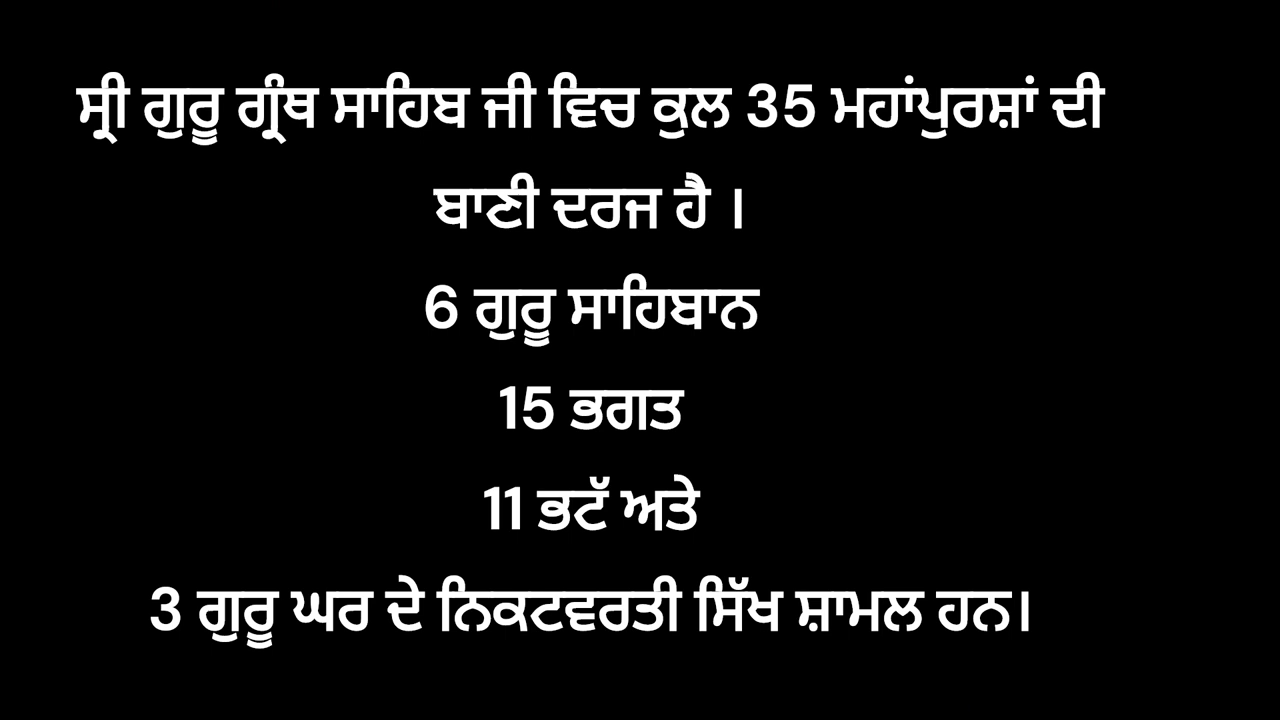 ਸ੍ਰੀ ਗੁਰੂ ਗ੍ਰੰਥ ਸਾਹਿਬ ਜੀ ਵਿਚ ਕੁਲ 35 ਮਹਾਂਪੁਰਸ਼ਾਂ ਦੀ
ਬਾਣੀ ਦਰਜ ਹੈ ।
6 ਗੁਰੂ ਸਾਹਿਬਾਨ
15 ਭਗਤ
11 ਭਟੱ ਅਤੇ
3 ਗੁਰੂ ਘਰ ਦੇ ਨਿਕਟਵਰਤੀ ਸਿੱਖ ਸ਼ਾਮਲ ਹਨ।